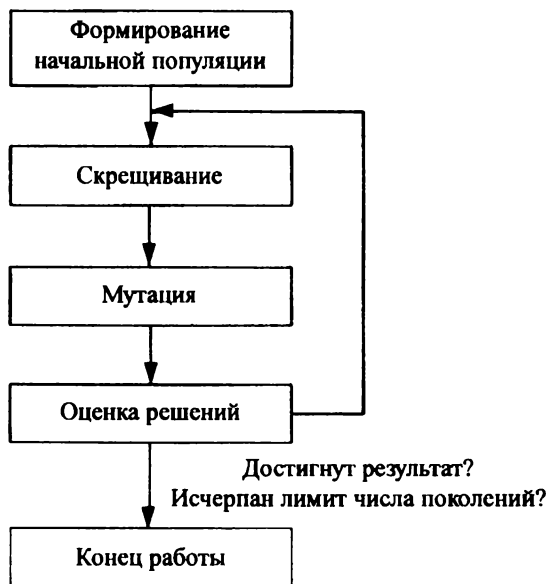 Формирование
начальной популяции
Скрещивание
Мутация
Оценка решений
Достигнут результат?
Исчерпан лимит числа поколений?
Конец работы